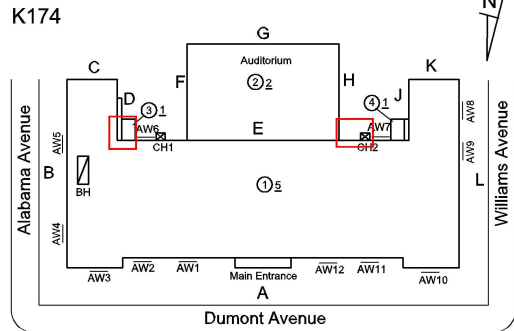 K174
N
G
C
K
Auditorium
F
H
② 2
D
J
③ 1
④ 1
AW6
AW7
AW8
CH1
E
CH2
AW5
AW9
Alabama Avenue
B
BH
① 5
L
Williams Avenue
AW4
AW3
AW2
AW1
Main Entrance
AW12
AW11
AW10
A
Dumont Avenue